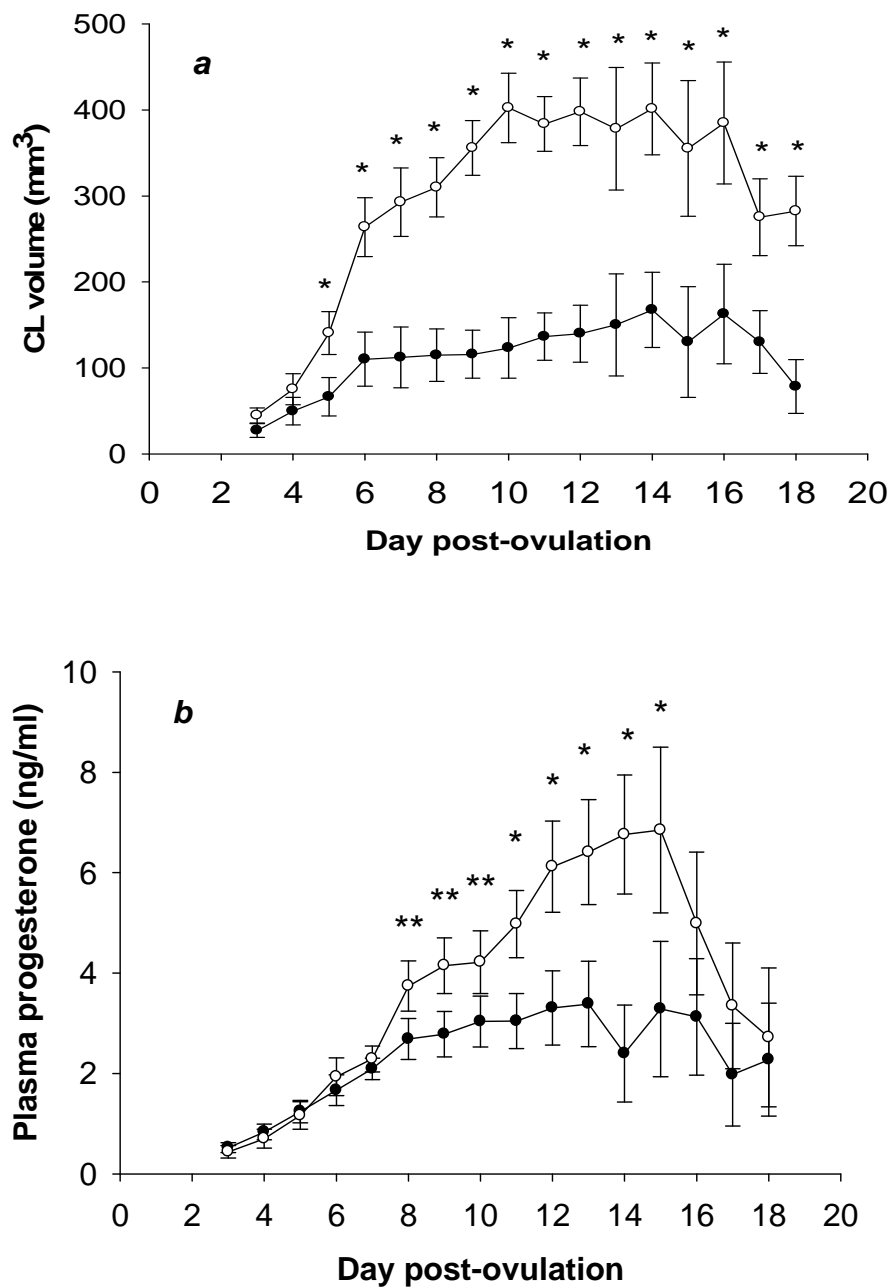 a
* * * * * * * * * * * * * *
500
400
300
200
100
0
CL volume (mm3)
0 2 4 6 8 10 12 14 16 18 20
Day post-ovulation
b
** ** ** * * * * *
10
8
6
4
2
0
Plasma progesterone (ng/ml)
0 2 4 6 8 10 12 14 16 18 20
Day post-ovulation